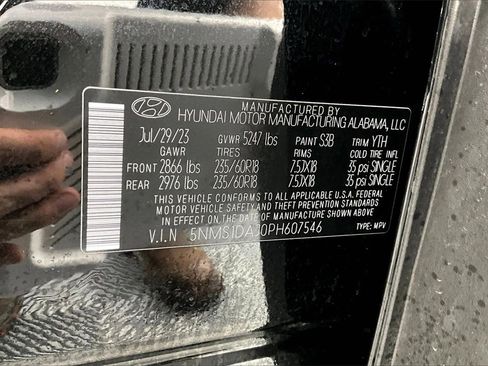 MANUFACTURED BY
HYUNDAI MOTOR MANUFACTURING ALABAMA, LLC
Jul/29/23 GVWR 5247 lbs PAINT S3B TRIM YTH
GAWR TIRES RIMS COLD TIRE INFL
FRONT 2866 lbs 235/60R18 7.5JX18 35 psi SINGLE
REAR 2976 lbs 235/60R18 7.5JX18 35 psi SINGLE
THIS VEHICLE CONFORMS TO ALL APPLICABLE U.S.A. FEDERAL
MOTOR VEHICLE SAFETY AND THEFT PREVENTION STANDARDS
IN EFFECT ON THE DATE OF MANUFACTURE SHOWN ABOVE
V.I.N TYPE: MPV